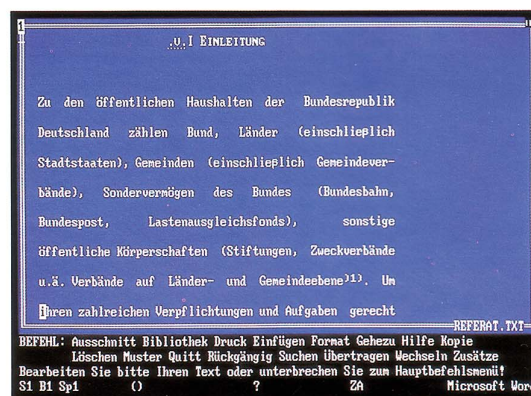 1
.U.I EINLEITUNG
Zu den öffentlichen Haushalten der Bundesrepublik
Deutschland zählen Bund, Länder (einschließlich
Stadtstaaten), Gemeinden (einschließlich Gemeindever-
bände), Sondervermögen des Bundes (Bundesbahn,
Bundespost, Lastenausgleichsfonds), sonstige
öffentliche Körperschaften (Stiftungen, Zweckverbände
u.ä. Verbände auf Länder- und Gemeindeebene)1). Um
ihren zahlreichen Verpflichtungen und Aufgaben gerecht
REFERAT.TXT
BEFEHL: Ausschnitt Bibliothek Druck Einfügen Format Gehezu Hilfe Kopie
Löschen Muster Quitt Rückgängig Suchen Übertragen Wechseln Zusätze
Bearbeiten Sie bitte Ihren Text oder unterbrechen Sie zum Hauptbefehlsmenü!
S1 B1 Sp1 () ? ZA Microsoft Wor